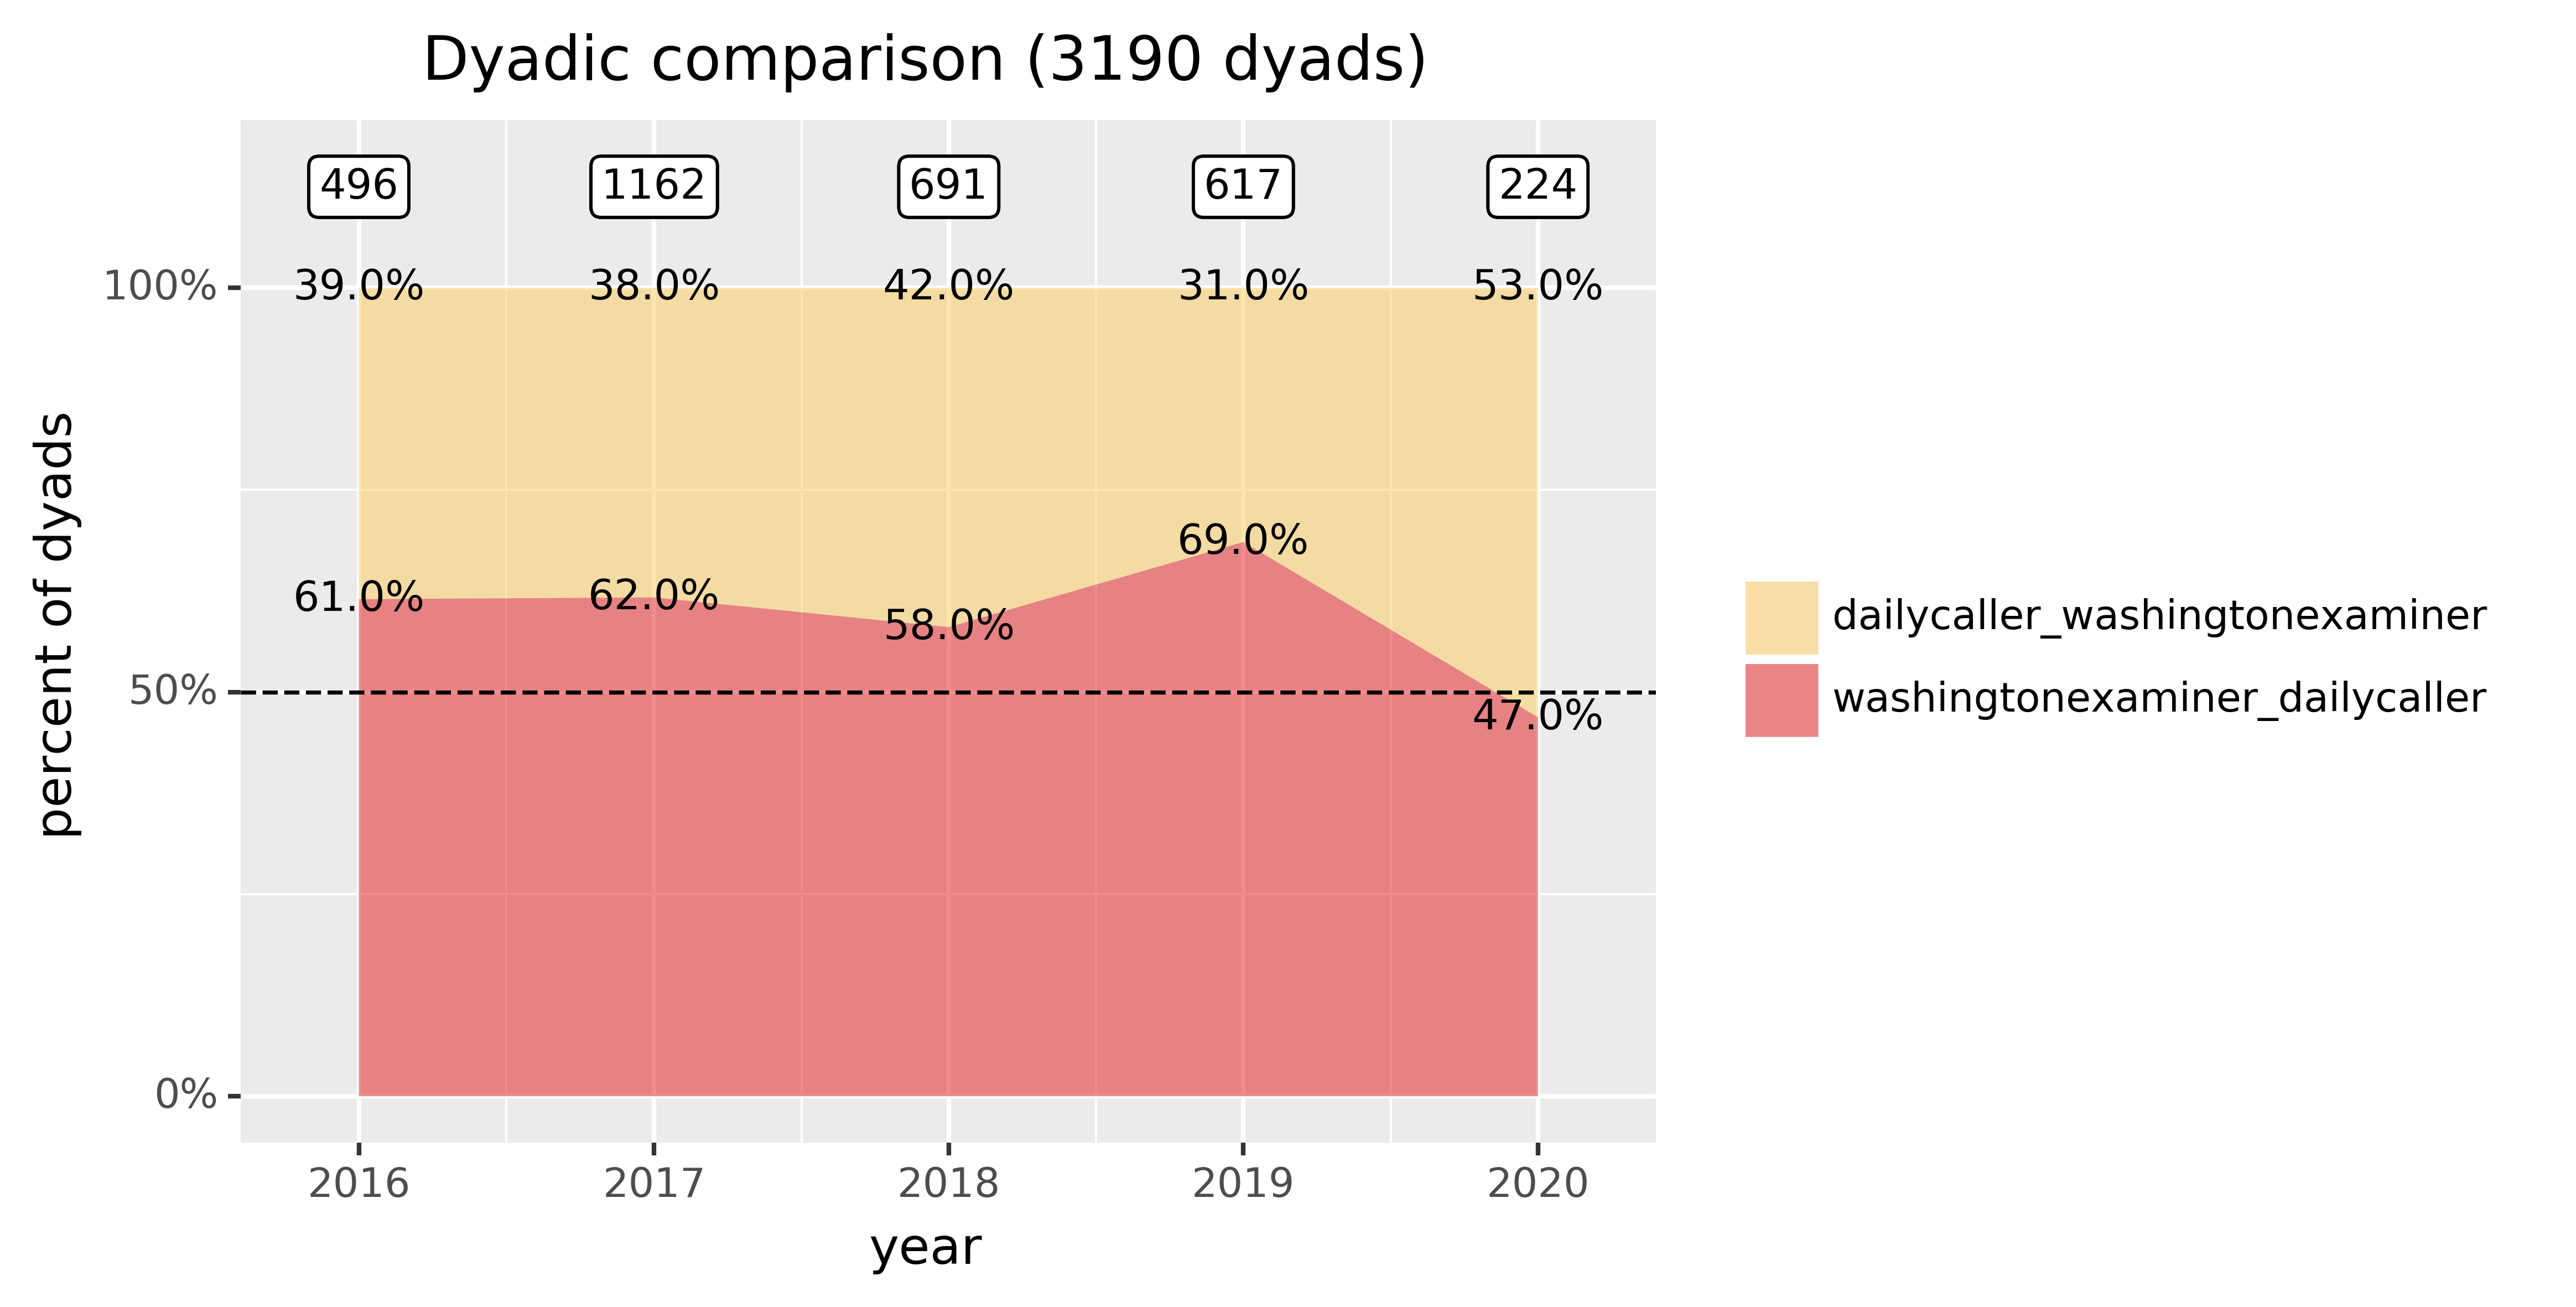 Dyadic comparison (3190 dyads)
496 1162 691 617 224
100%
39.0% 38.0% 42.0% 31.0% 53.0%
69.0%
61.0% 62.0% 58.0%
50%
47.0%
0%
2016 2017 2018 2019 2020
year
percent of dyads
dailycaller_washingtonexaminer
washingtonexaminer_dailycaller